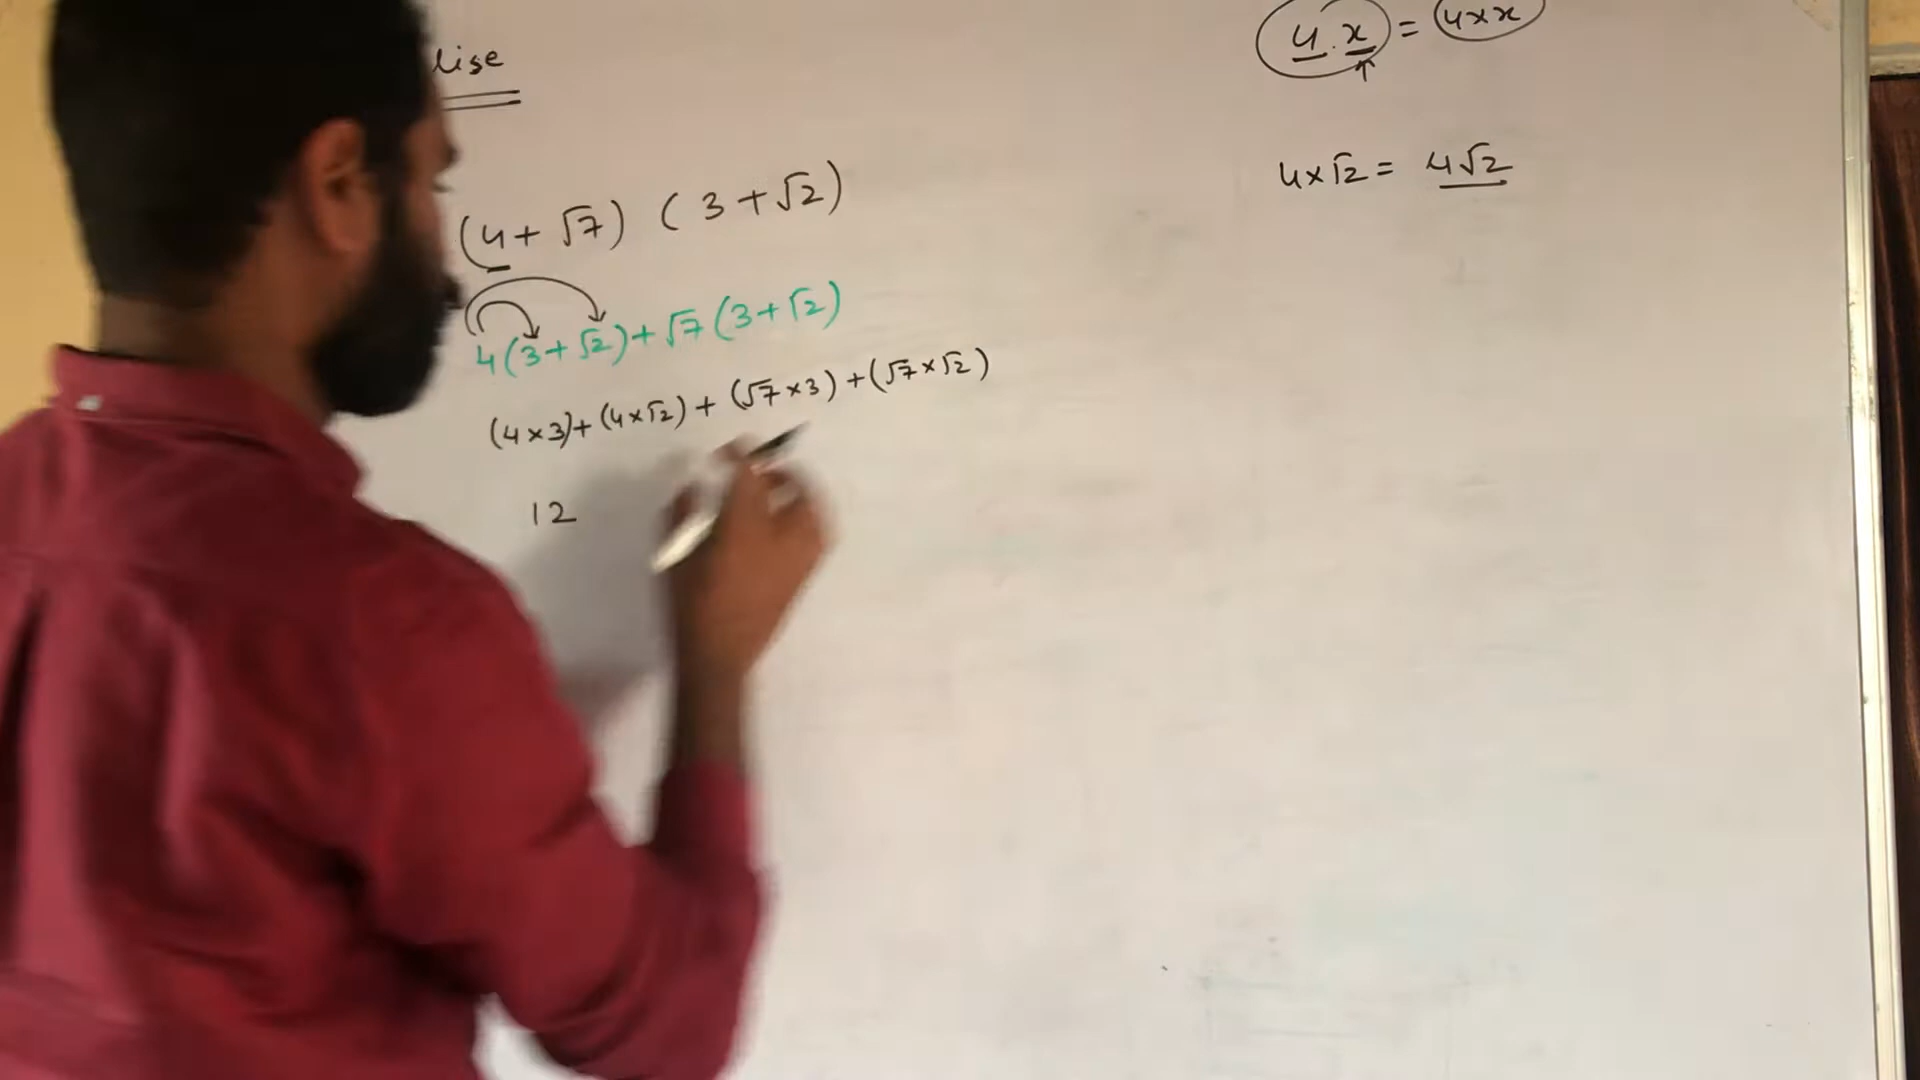 lise
(4 + √7) (3 + √2)
4(3 + √2) + √7 (3 + √2)
(4 × 3) + (4 × √2) + (√7 × 3) + (√7 × √2)
12
4 . x = 4 × x
↑
4 × √2 = 4√2